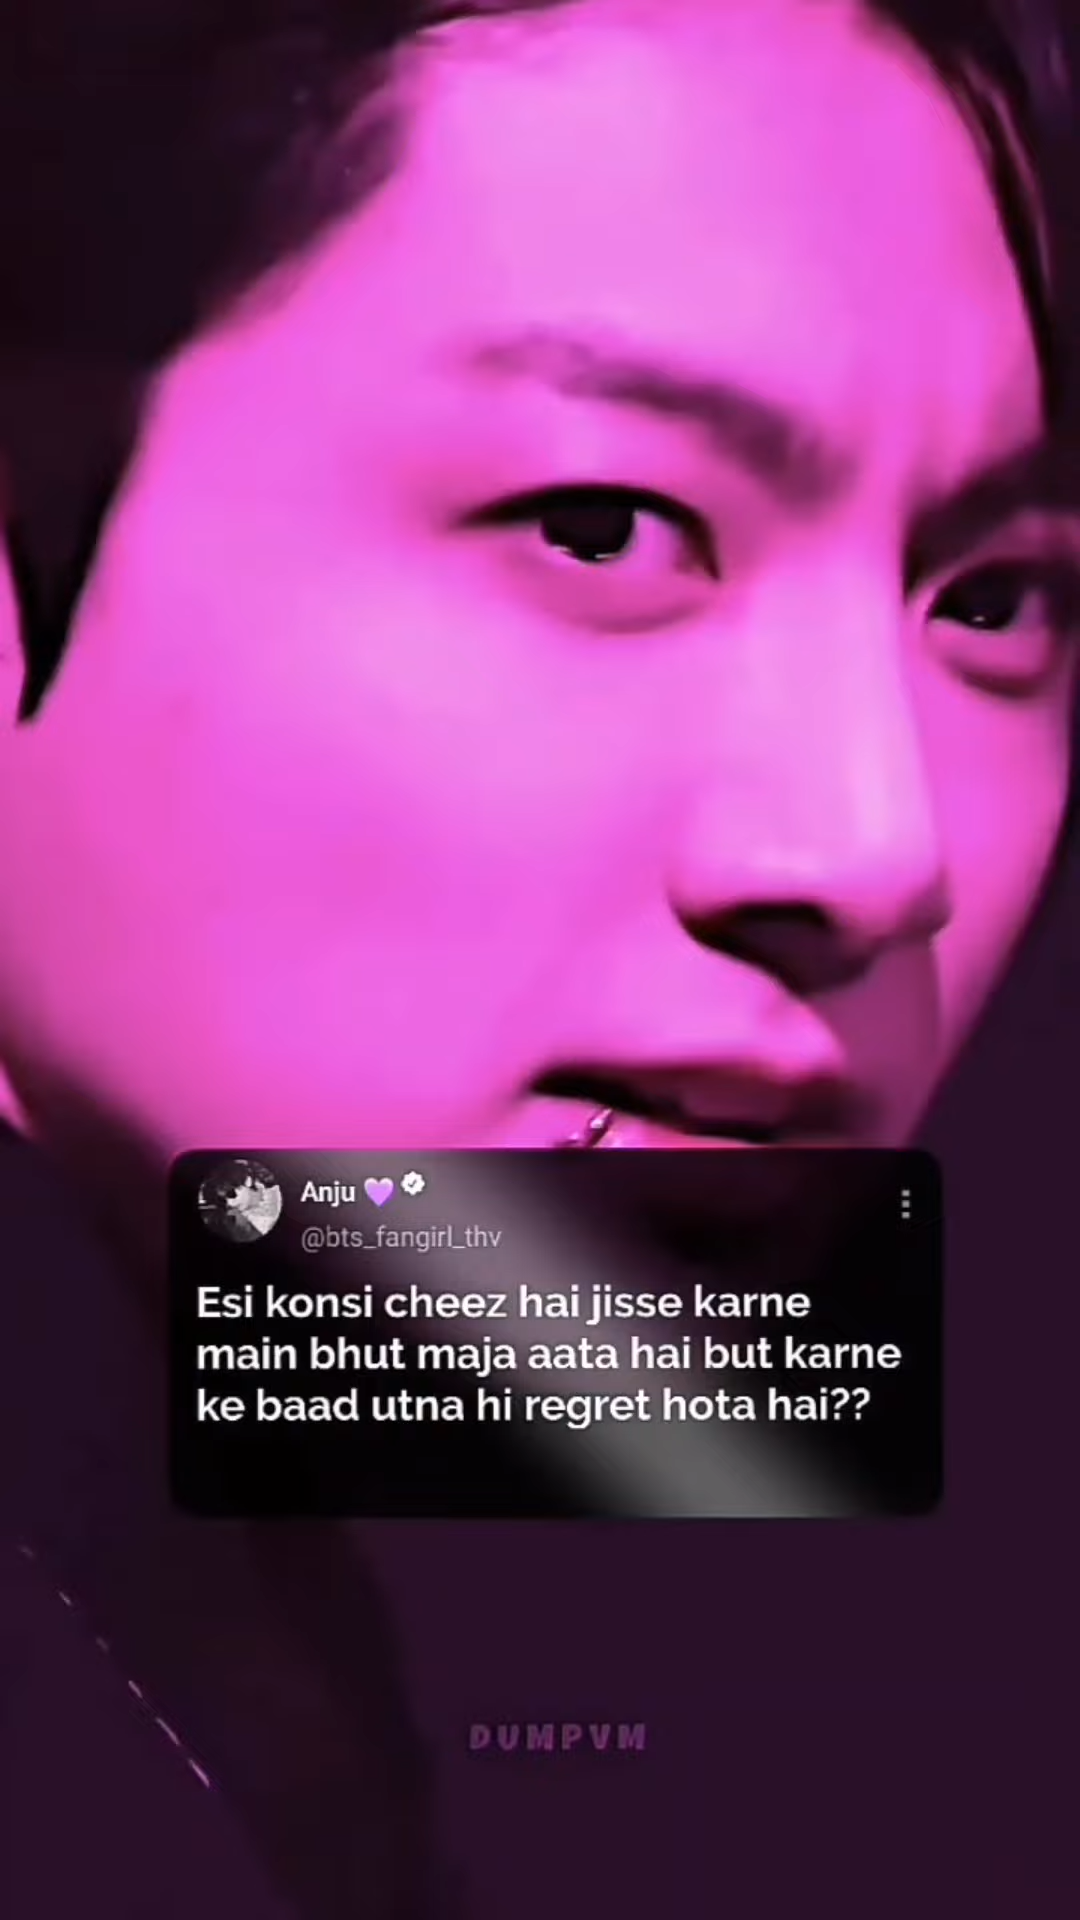 Anju 💜
@bts_fangirl_thv
Esi konsi cheez hai jisse karne
main bhut maja aata hai but karne
ke baad utna hi regret hota hai??
DUMPVM